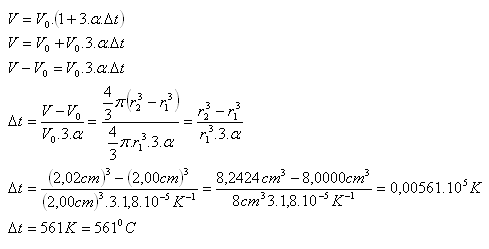 V = V₀.(1 + 3.α.Δt)
V = V₀ + V₀.3.α.Δt
V − V₀ = V₀.3.α.Δt
Δt = (V − V₀)/(V₀.3.α) = (4/3 π(r₂³ − r₁³))/(4/3 π.r₁³.3.α) = (r₂³ − r₁³)/(r₁³.3.α)
Δt = ((2,02cm)³ − (2,00cm)³)/((2,00cm)³.3.1,8.10⁻⁵ K⁻¹) = (8,2424cm³ − 8,0000cm³)/(8cm³3.1,8.10⁻⁵ K⁻¹) = 0,00561.10⁵ K
Δt = 561K = 561⁰C